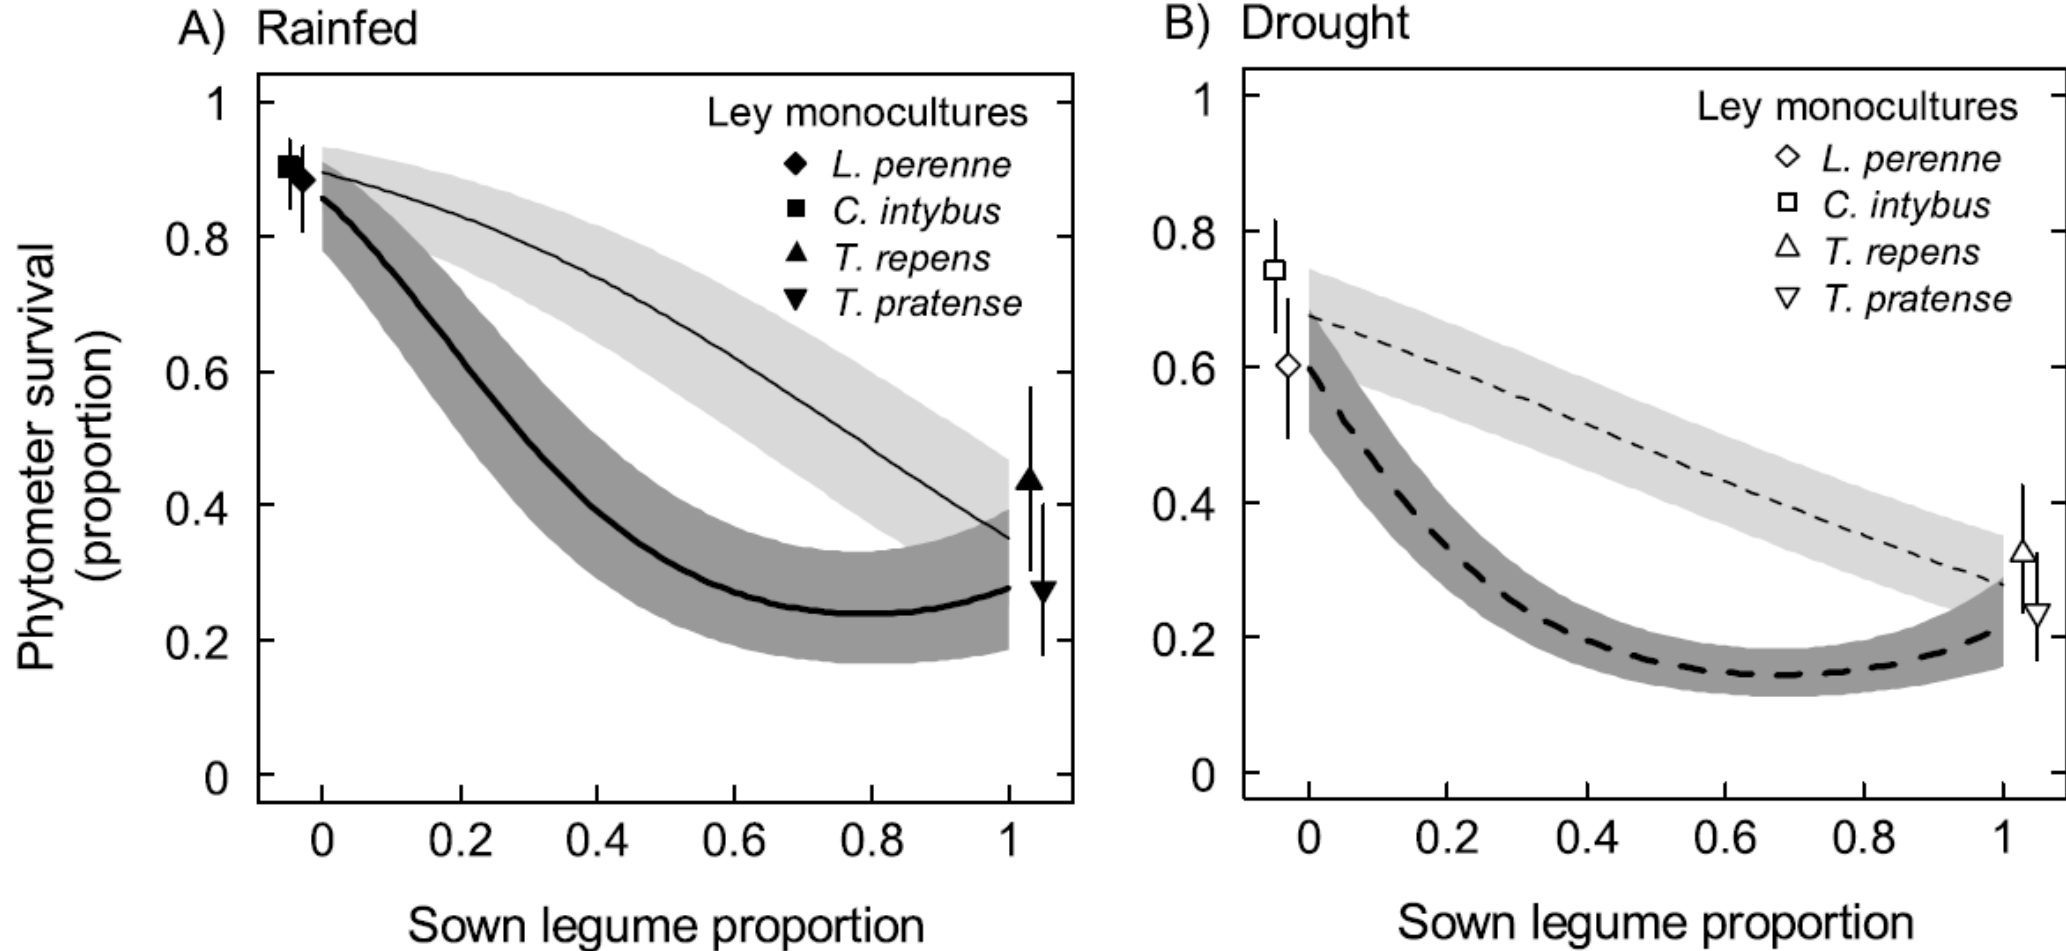 A) Rainfed
Phytometer survival
(proportion)
1
0.8
0.6
0.4
0.2
0
Ley monocultures
L. perenne
C. intybus
T. repens
T. pratense
0 0.2 0.4 0.6 0.8 1
Sown legume proportion
B) Drought
1
0.8
0.6
0.4
0.2
0
Ley monocultures
L. perenne
C. intybus
T. repens
T. pratense
0 0.2 0.4 0.6 0.8 1
Sown legume proportion